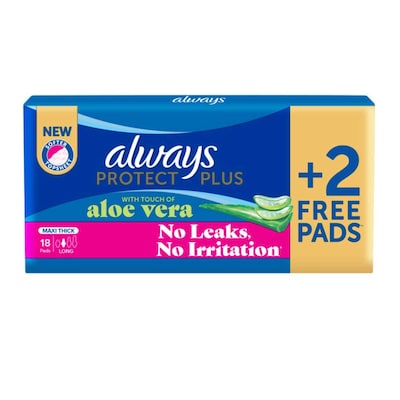 always
NEW
SOFTER
TOPSHEET
always
PROTECT PLUS
WITH TOUCH OF
aloe vera
MAXI THICK
18
Pads
LONG
No Leaks,
No Irritation*
+2
FREE
PADS